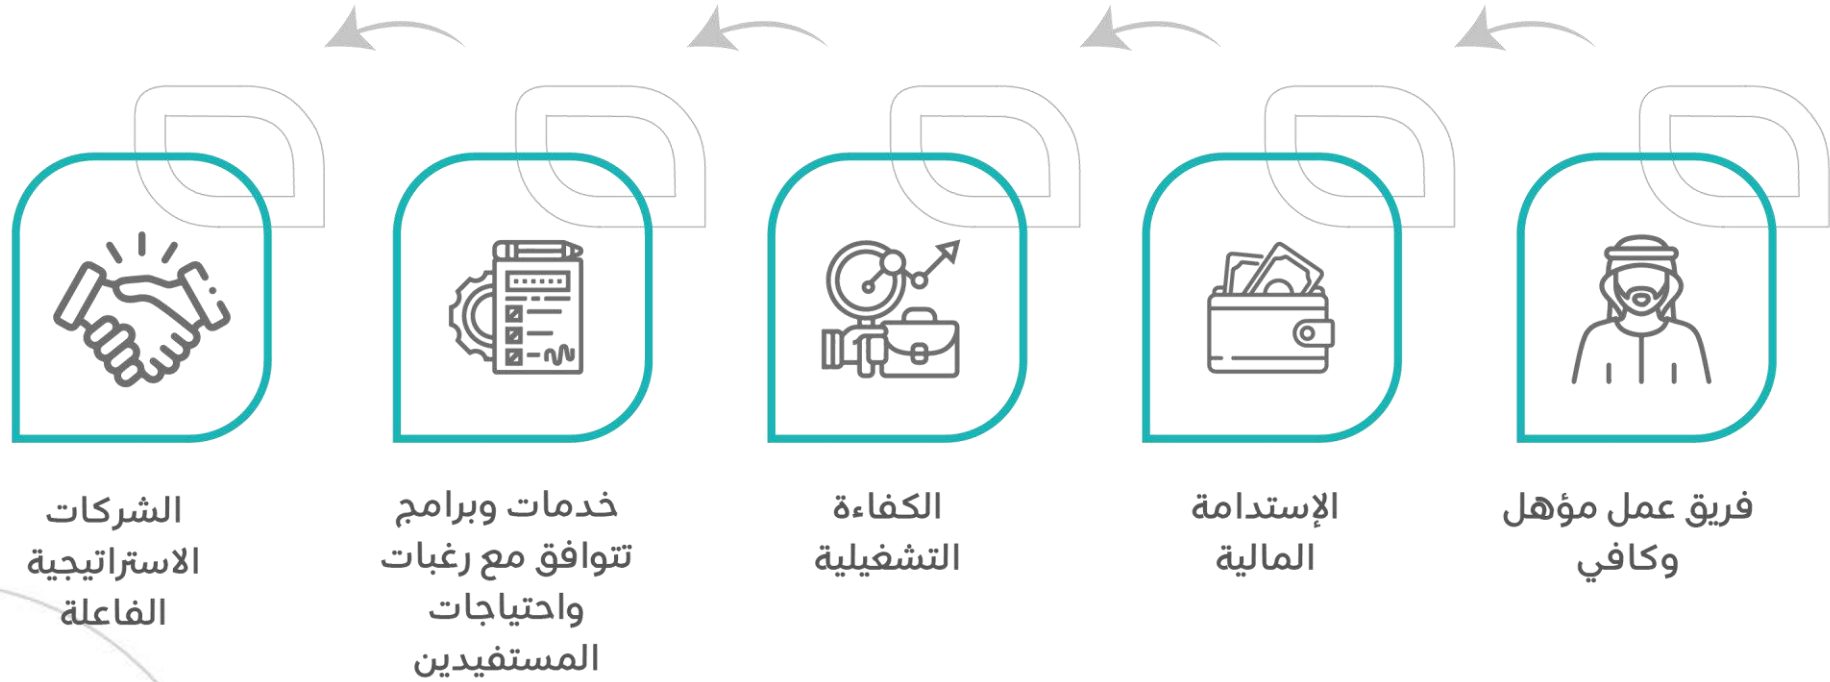 فريق عمل مؤهل
وكافي
الإستدامة
المالية
الكفاءة
التشغيلية
خدمات وبرامج
تتوافق مع رغبات
واحتياجات
المستفيدين
الشركات
الاستراتيجية
الفاعلة